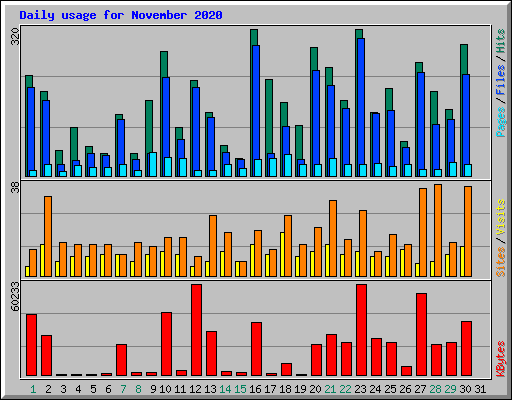 Daily usage for November 2020
320
Pages / Files / Hits
38
Sites / Visits
60233
KBytes
1 2 3 4 5 6 7 8 9 10 11 12 13 14 15 16 17 18 19 20 21 22 23 24 25 26 27 28 29 30 31